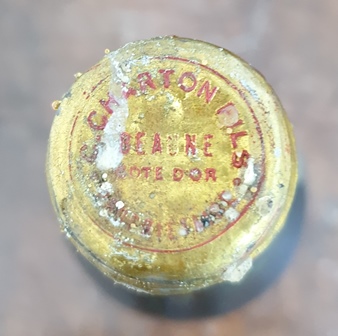 C. CHARTON FILS
BEAUNE
COTE D'OR